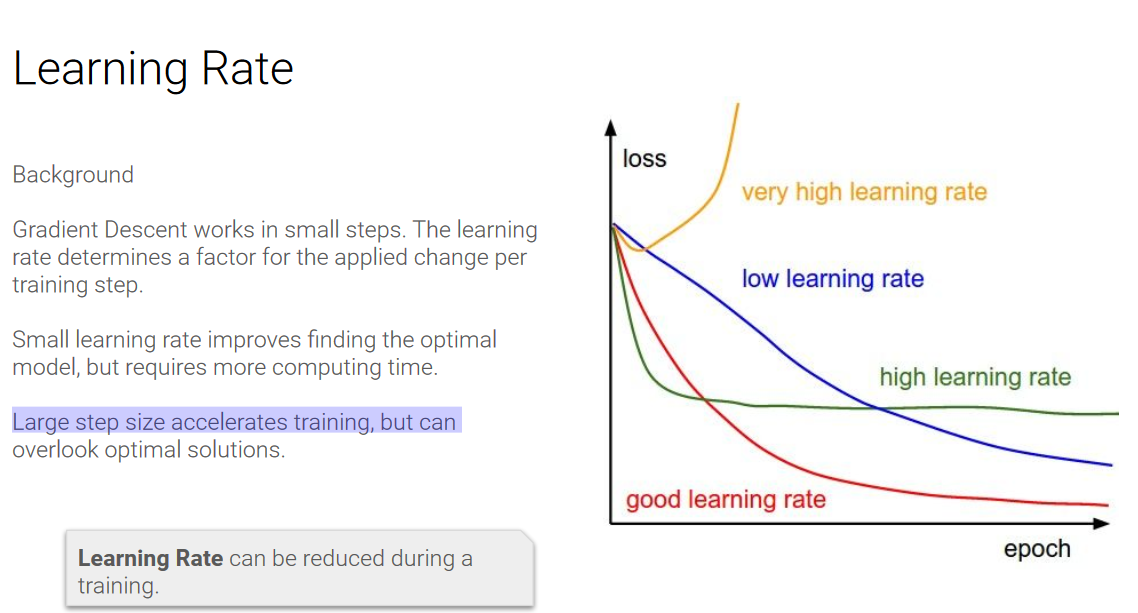 Learning Rate
Background
Gradient Descent works in small steps. The learning
rate determines a factor for the applied change per
training step.
Small learning rate improves finding the optimal
model, but requires more computing time.
Large step size accelerates training, but can
overlook optimal solutions.
Learning Rate can be reduced during a
training.
loss
very high learning rate
low learning rate
high learning rate
good learning rate
epoch